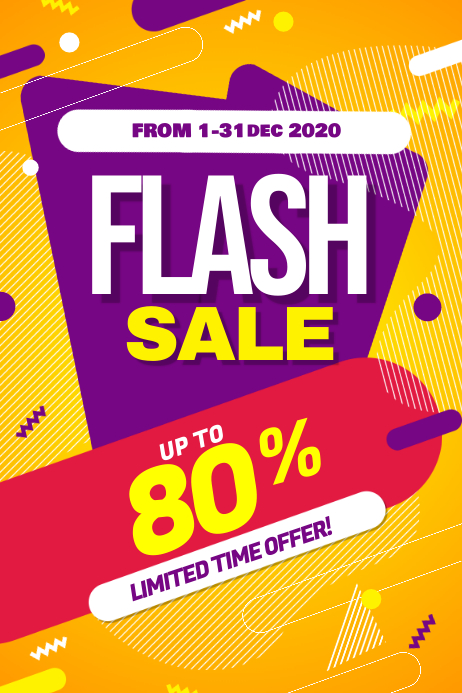 FROM 1-31 DEC 2020
FLASH
SALE
UP TO
80%
LIMITED TIME OFFER!